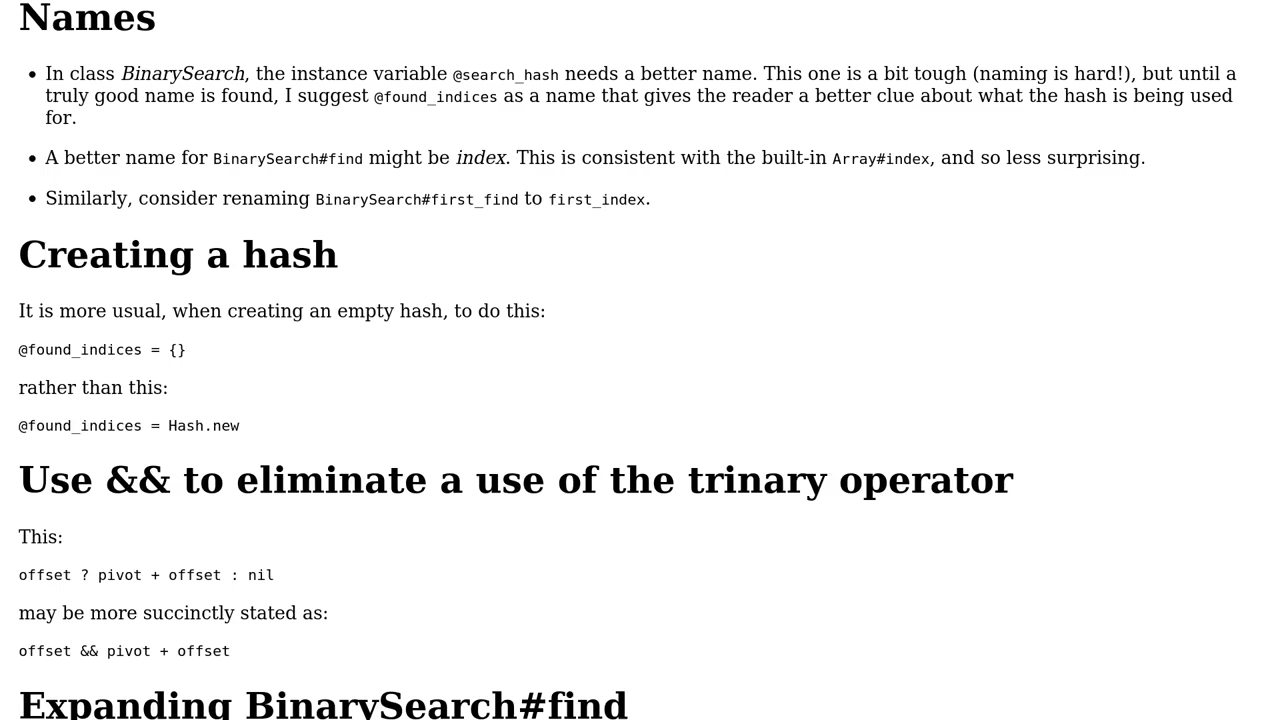 Names
• In class BinarySearch, the instance variable @search_hash needs a better name. This one is a bit tough (naming is hard!), but until a
truly good name is found, I suggest @found_indices as a name that gives the reader a better clue about what the hash is being used
for.
• A better name for BinarySearch#find might be index. This is consistent with the built-in Array#index, and so less surprising.
• Similarly, consider renaming BinarySearch#first_find to first_index.
Creating a hash
It is more usual, when creating an empty hash, to do this:
@found_indices = {}
rather than this:
@found_indices = Hash.new
Use && to eliminate a use of the trinary operator
This:
offset ? pivot + offset : nil
may be more succinctly stated as:
offset && pivot + offset
Expanding BinarySearch#find